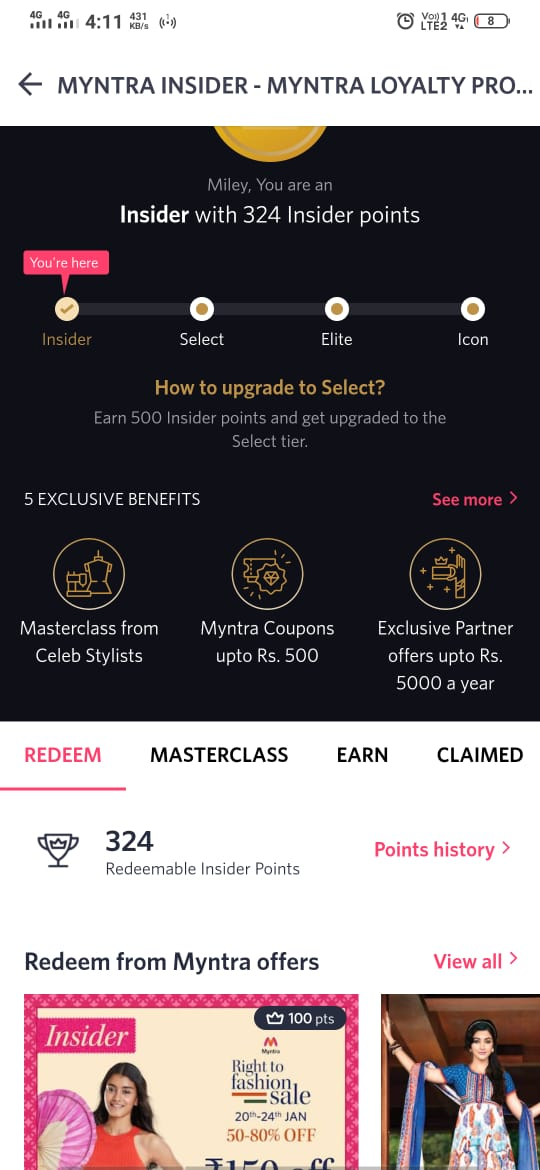 4G 4G 4:11 431 KB/s
Vo) 1 4G
LTE2
8
MYNTRA INSIDER - MYNTRA LOYALTY PRO...
Miley, You are an
Insider with 324 Insider points
You're here
Insider Select Elite Icon
How to upgrade to Select?
Earn 500 Insider points and get upgraded to the
Select tier.
5 EXCLUSIVE BENEFITS See more
Masterclass from
Celeb Stylists
Myntra Coupons
upto Rs. 500
Exclusive Partner
offers upto Rs.
5000 a year
REDEEM MASTERCLASS EARN CLAIMED
324
Redeemable Insider Points
Points history
Redeem from Myntra offers View all
100 pts
Insider
Myntra
Right to
fashion
sale
20th-24th JAN
50-80% OFF
₹150 off